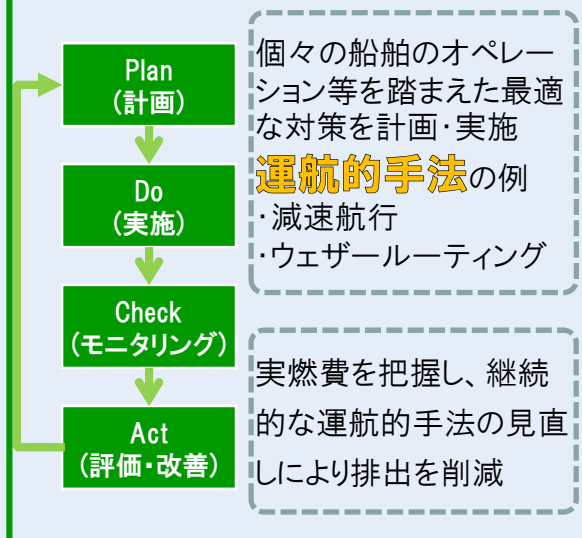 Plan
(計画)
個々の船舶のオペレー
ション等を踏まえた最適
な対策を計画・実施
運航的手法の例
・減速航行
・ウェザールーティング
Do
(実施)
Check
(モニタリング)
Act
(評価・改善)
実燃費を把握し、継続
的な運航的手法の見直
しにより排出を削減